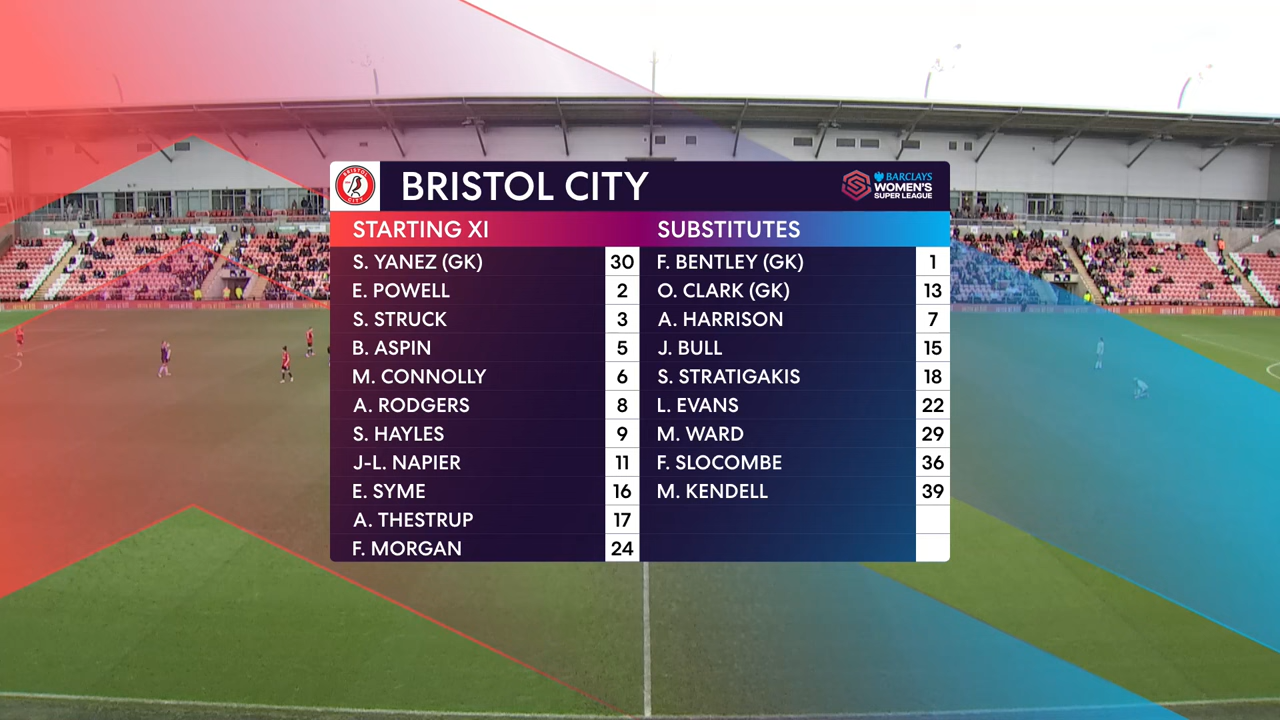 BRISTOL CITY
BARCLAYS
WOMEN'S
SUPER LEAGUE
STARTING XI
S. YANEZ (GK) 30
E. POWELL 2
S. STRUCK 3
B. ASPIN 5
M. CONNOLLY 6
A. RODGERS 8
S. HAYLES 9
J-L. NAPIER 11
E. SYME 16
A. THESTRUP 17
F. MORGAN 24
SUBSTITUTES
F. BENTLEY (GK) 1
O. CLARK (GK) 13
A. HARRISON 7
J. BULL 15
S. STRATIGAKIS 18
L. EVANS 22
M. WARD 29
F. SLOCOMBE 36
M. KENDELL 39